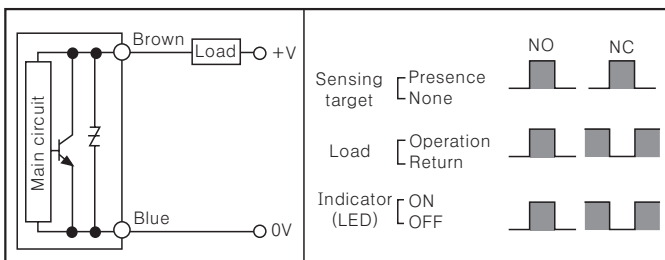 Main circuit
Brown
Load
+V
Blue
0V
NO
NC
Sensing
target
Presence
None
Load
Operation
Return
Indicator
(LED)
ON
OFF